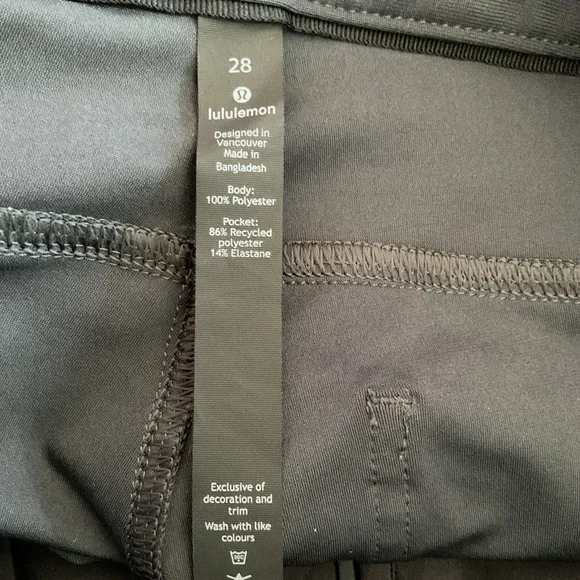 28
lululemon
Designed in
Vancouver
Made in
Bangladesh
Body:
100% Polyester
Pocket:
86% Recycled
polyester
14% Elastane
Exclusive of
decoration and
trim
Wash with like
colours